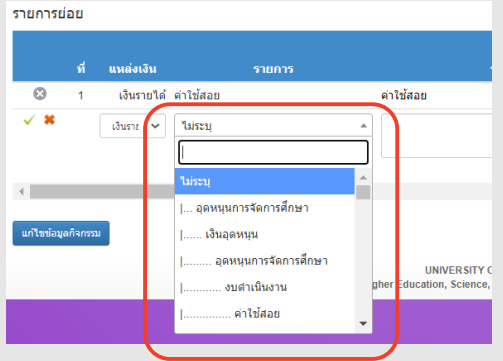 รายการย่อย
ที่ แหล่งเงิน รายการ
1 เงินรายได้ ค่าใช้สอย ค่าใช้สอย
เงินราย ไม่ระบุ
ไม่ระบุ
|... อุดหนุนการจัดการศึกษา
|...... เงินอุดหนุน
|......... อุดหนุนการจัดการศึกษา
|............ งบดำเนินงาน
|............... ค่าใช้สอย
แก้ไขข้อมูลกิจกรรม
UNIVERSITY
gher Education, Science,